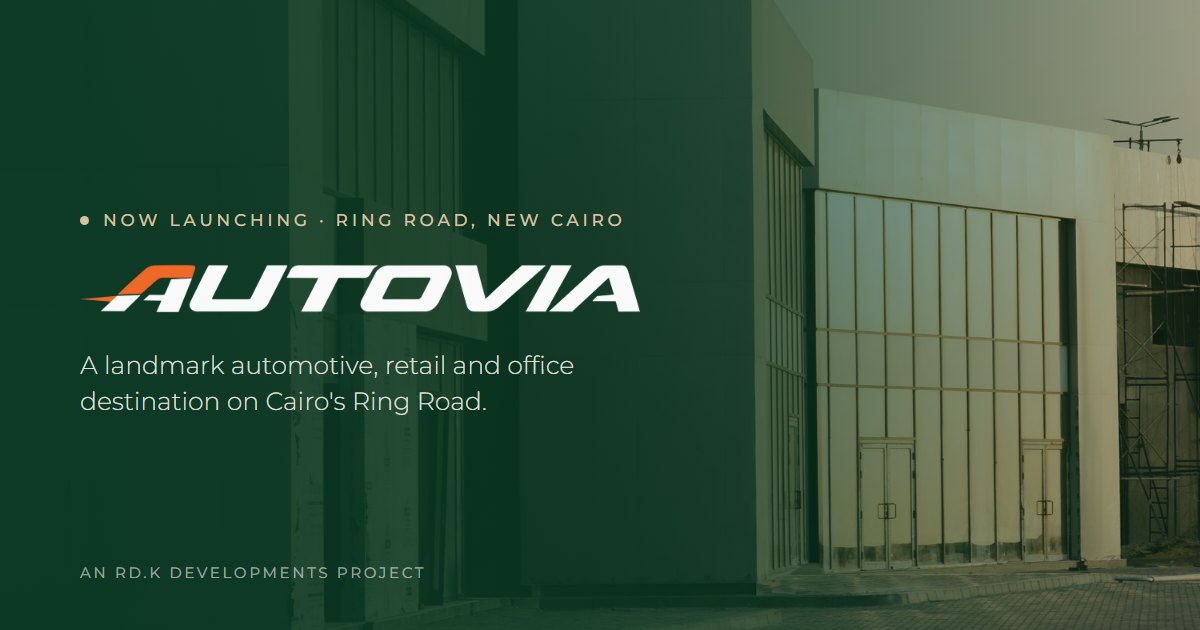 NOW LAUNCHING · RING ROAD, NEW CAIRO
AUTOVIA
A landmark automotive, retail and office
destination on Cairo's Ring Road.
AN RD.K DEVELOPMENTS PROJECT